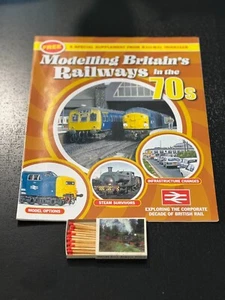 FREE
A SPECIAL SUPPLEMENT FROM RAILWAY MODELLER
Modelling Britain's
Railways in the
70s
INFRASTRUCTURE CHANGES
MODEL OPTIONS
STEAM SURVIVORS
EXPLORING THE CORPORATE
DECADE OF BRITISH RAIL